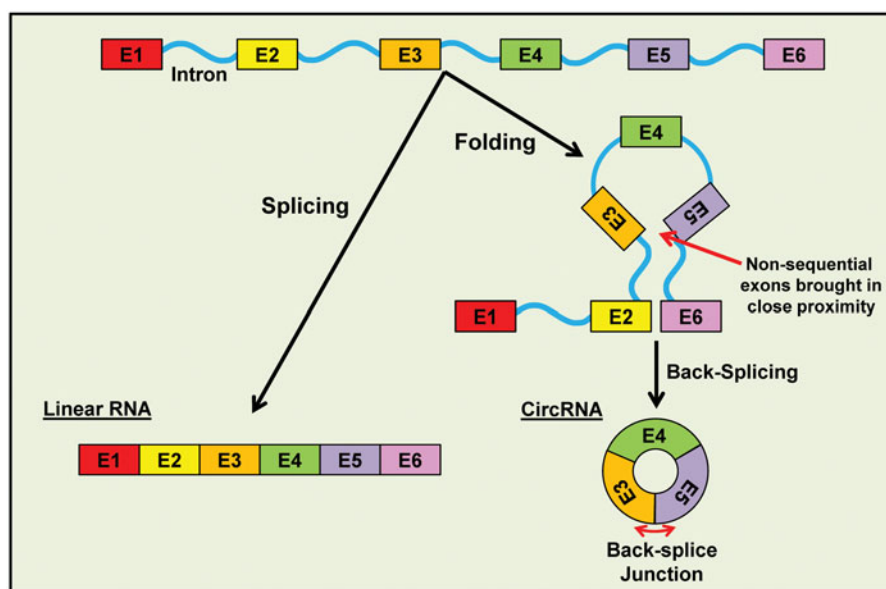 E1 E2 E3 E4 E5 E6
Intron
Folding
E4
Splicing
E3 E5
Non-sequential
exons brought in
close proximity
E1 E2 E6
Back-Splicing
Linear RNA
CircRNA
E1 E2 E3 E4 E5 E6
E4
E3 E5
Back-splice
Junction